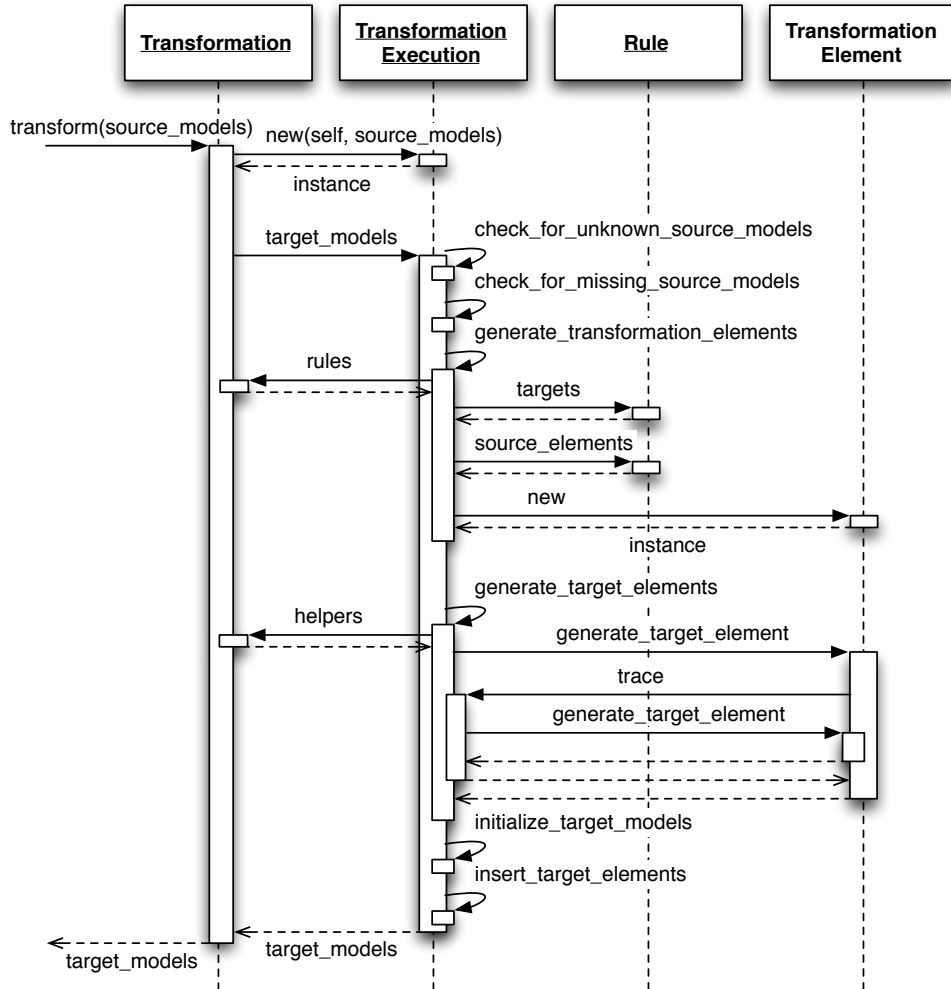 Transformation
Transformation
Execution
Rule
Transformation
Element
transform(source_models)
new(self, source_models)
instance
target_models
check_for_unknown_source_models
check_for_missing_source_models
generate_transformation_elements
rules
targets
source_elements
new
instance
generate_target_elements
helpers
generate_target_element
trace
generate_target_element
initialize_target_models
insert_target_elements
target_models
target_models